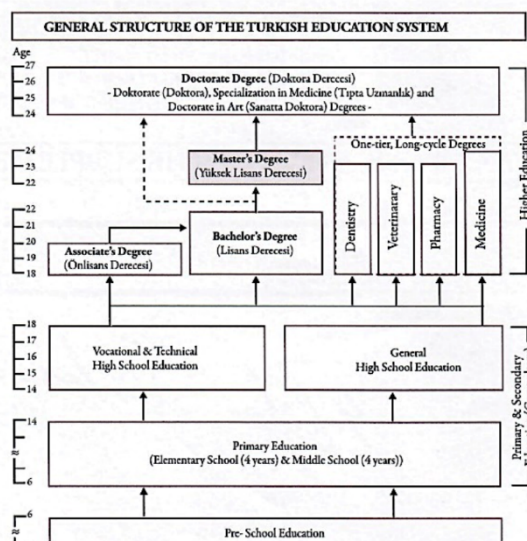 GENERAL STRUCTURE OF THE TURKISH EDUCATION SYSTEM
Age
27
26
25
24
Doctorate Degree (Doktora Derecesi)
- Doktorate (Doktora), Specialization in Medicine (Tıpta Uzmanlık) and
Doctorate in Art (Sanatta Doktora) Degrees -
24
23
22
Master's Degree
(Yüksek Lisans Derecesi)
One-tier, Long-cycle Degrees
Dentistry
Veterinarary
Pharmacy
Medicine
Higher Education
22
21
20
19
18
Bachelor's Degree
(Lisans Derecesi)
Associate's Degree
(Önlisans Derecesi)
18
17
16
15
14
Vocational & Technical
High School Education
General
High School Education
Primary & Secondary
14
6
Primary Education
(Elementary School (4 years) & Middle School (4 years))
6
Pre- School Education